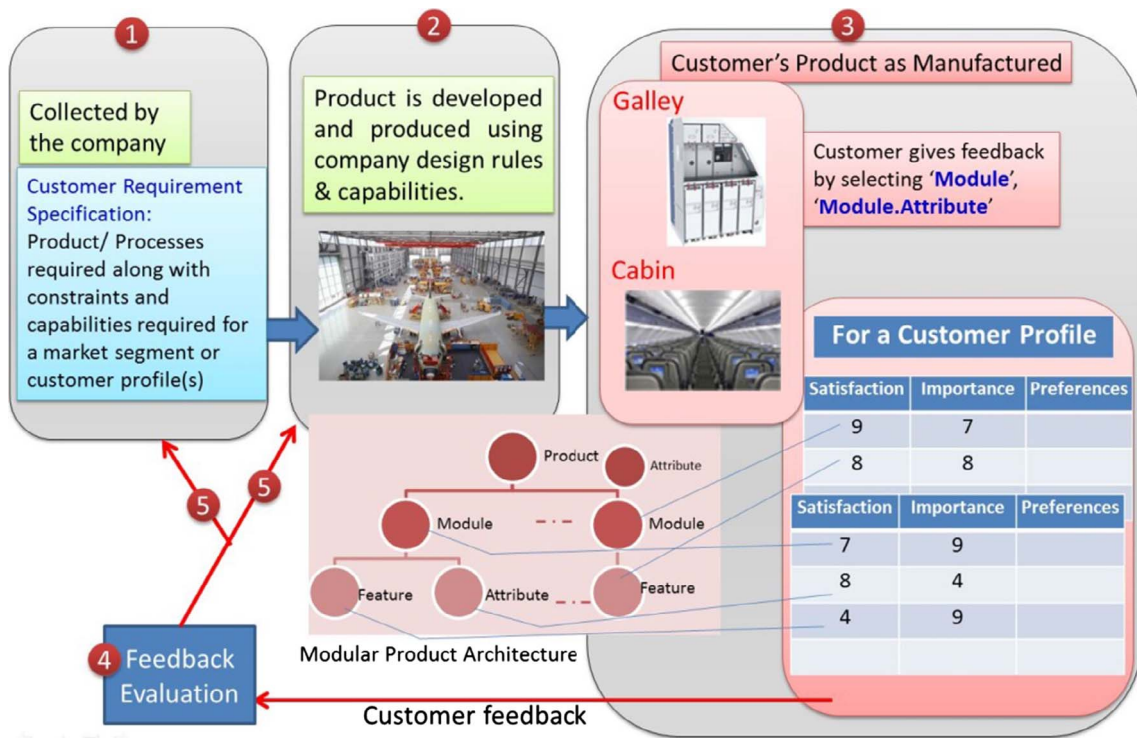 1
Collected by
the company
Customer Requirement
Specification:
Product/ Processes
required along with
constraints and
capabilities required for
a market segment or
customer profile(s)
2
Product is developed
and produced using
company design rules
& capabilities.
3
Customer's Product as Manufactured
Galley
Cabin
Customer gives feedback
by selecting 'Module',
'Module.Attribute'
For a Customer Profile
Satisfaction Importance Preferences
9 7
8 8
Satisfaction Importance Preferences
7 9
8 4
4 9
Product
Attribute
Module
Module
Feature
Attribute
Feature
Modular Product Architecture
5
5
4
Feedback
Evaluation
Customer feedback